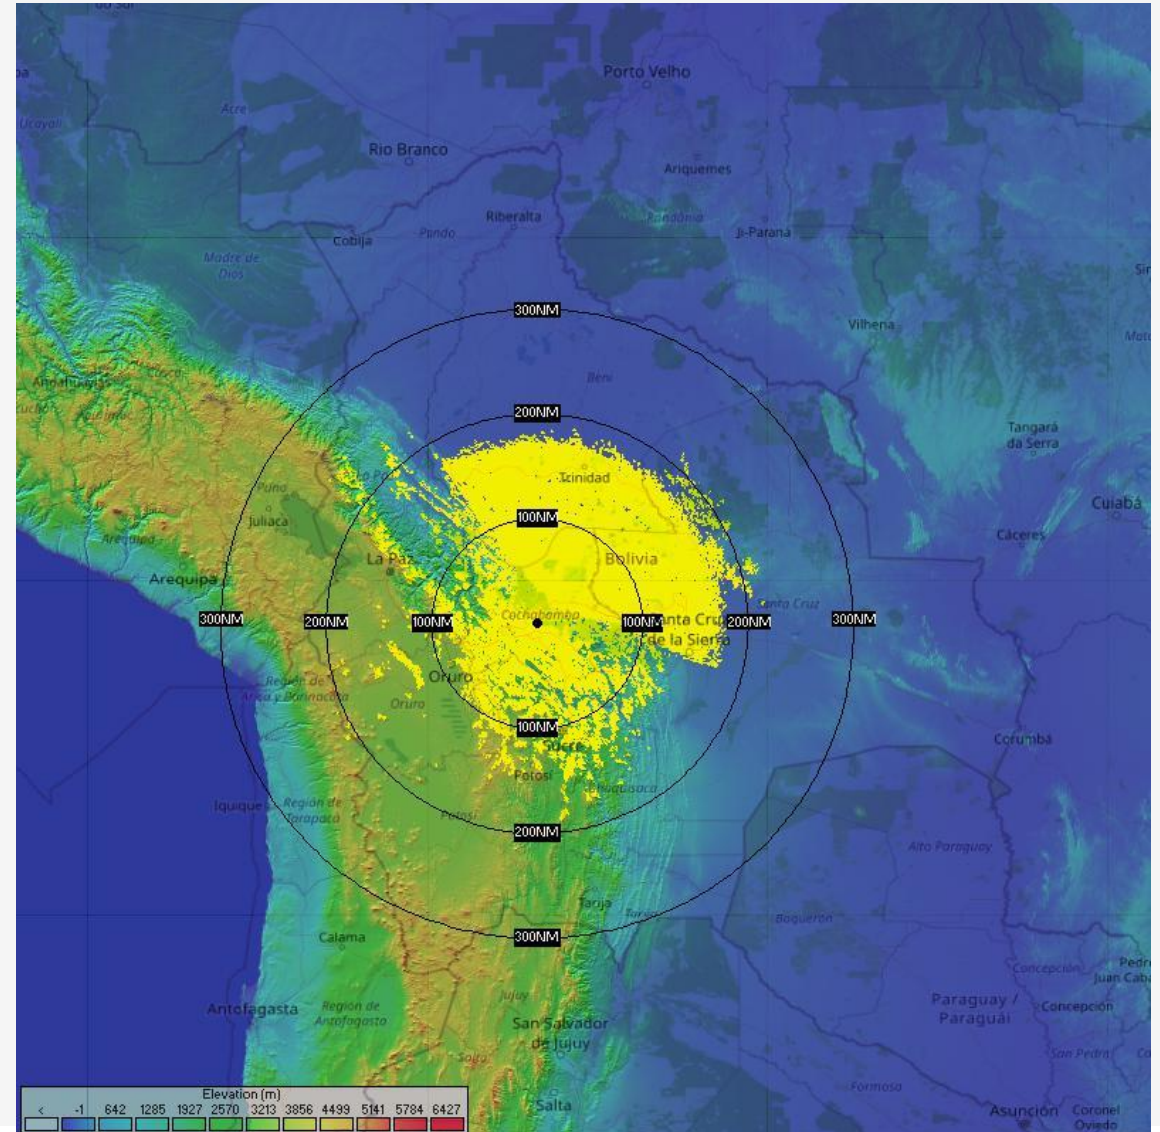 Porto Velho
Acre
Ucayali
Rio Branco
Ariquemes
Riberalta
Rondônia
Ji-Paraná
Cobija
Pando
Madre de
Dios
300NM
Vilhena
Beni
200NM
Tangará
da Serra
Trinidad
Puno
Juliaca
100NM
Cuiabá
Cáceres
Arequipa
La Paz
Bolivia
Arequipa
Cochabamba
Santa Cruz
300NM
200NM
100NM
100NM
200NM
300NM
Santa Cruz
de la Sierra
Oruro
Región de
Arica y Parinacota
Oruro
100NM
Sucre
Corumbá
Potosí
Chuquisaca
Iquique
Región de
Tarapacá
Potosí
200NM
Alto Paraguay
Tarija
Tarija
Boquerón
Calama
300NM
Concepción
Pedro
Juan Caba
Jujuy
Antofagasta
Región de
Antofagasta
Paraguay /
Paraguái
Concepción
San Salvador
de Jujuy
Salta
San Pedro
Formosa
Elevation (m)
< -1 642 1285 1927 2570 3213 3856 4499 5141 5784 6427
Salta
Asunción
Coronel
Oviedo